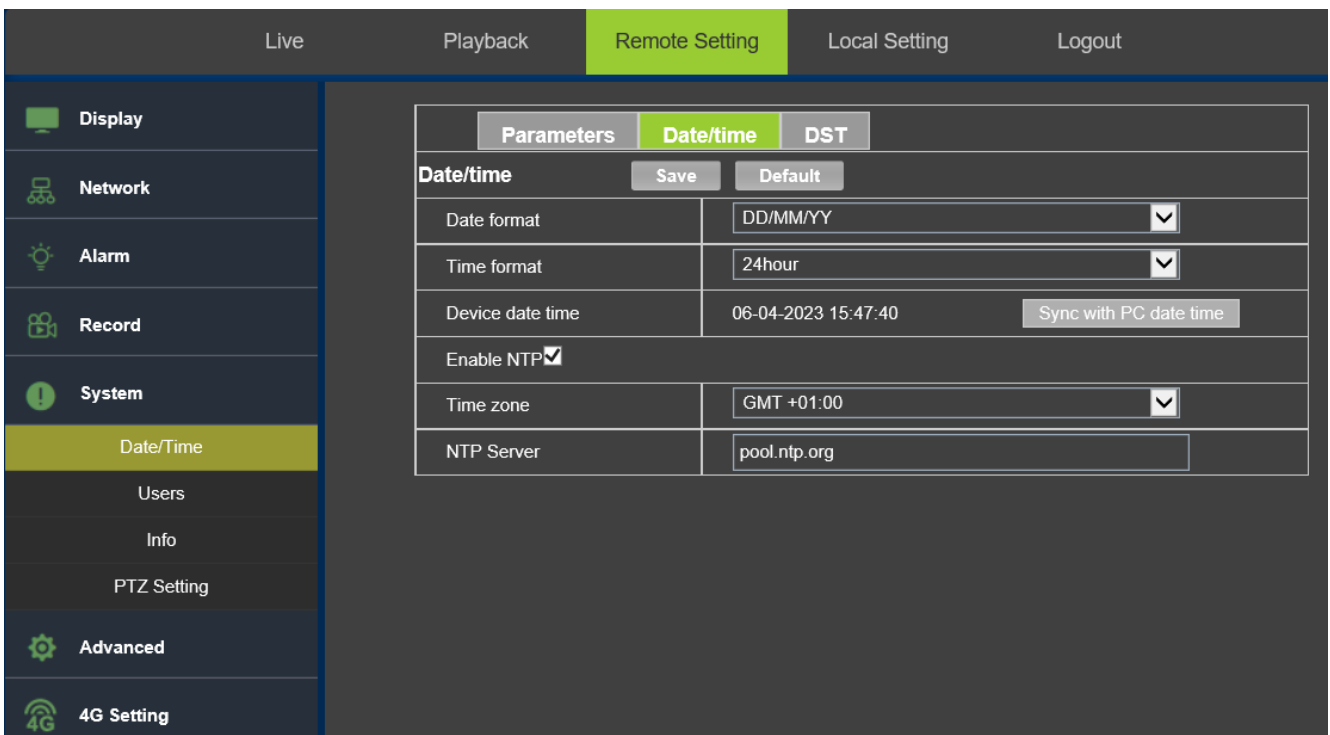 Live Playback Remote Setting Local Setting Logout
Display
Network
Alarm
Record
System
Date/Time
Users
Info
PTZ Setting
Advanced
4G
4G Setting
Parameters Date/time DST
Date/time Save Default
Date format DD/MM/YY
Time format 24hour
Device date time 06-04-2023 15:47:40 Sync with PC date time
Enable NTP
Time zone GMT +01:00
NTP Server pool.ntp.org